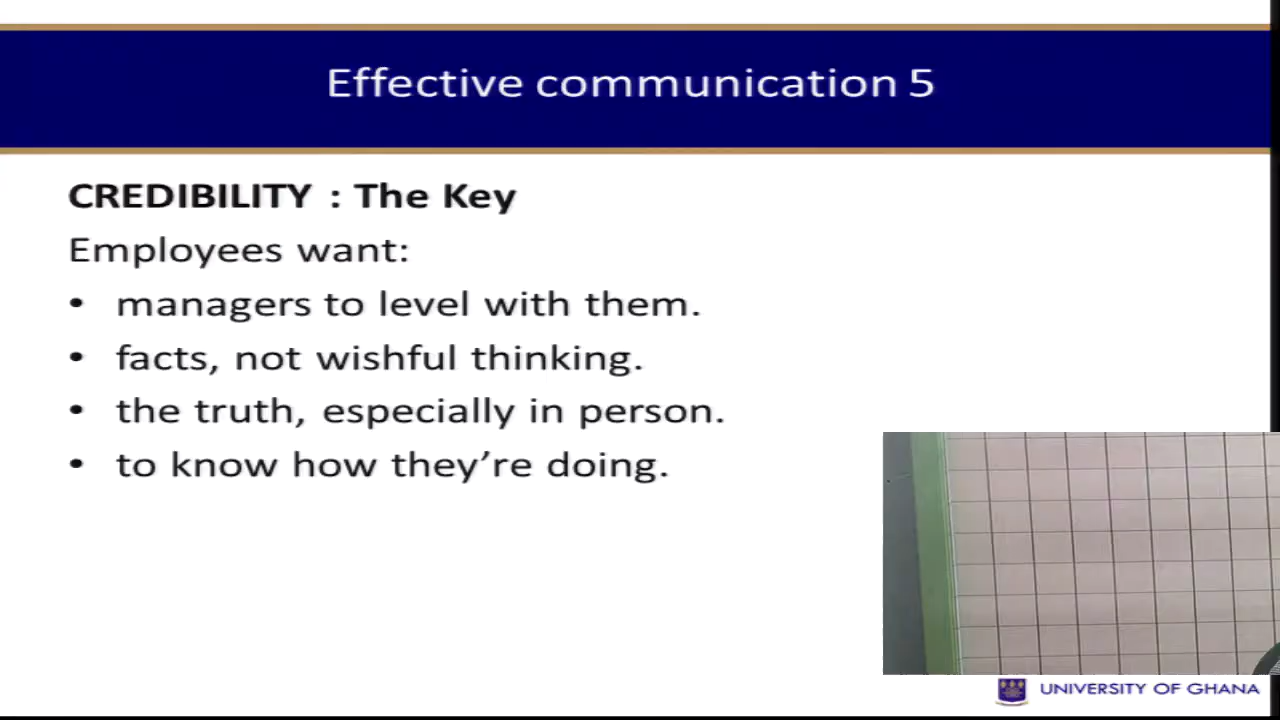 Effective communication 5
CREDIBILITY : The Key
Employees want:
• managers to level with them.
• facts, not wishful thinking.
• the truth, especially in person.
• to know how they’re doing.
UNIVERSITY OF GHANA